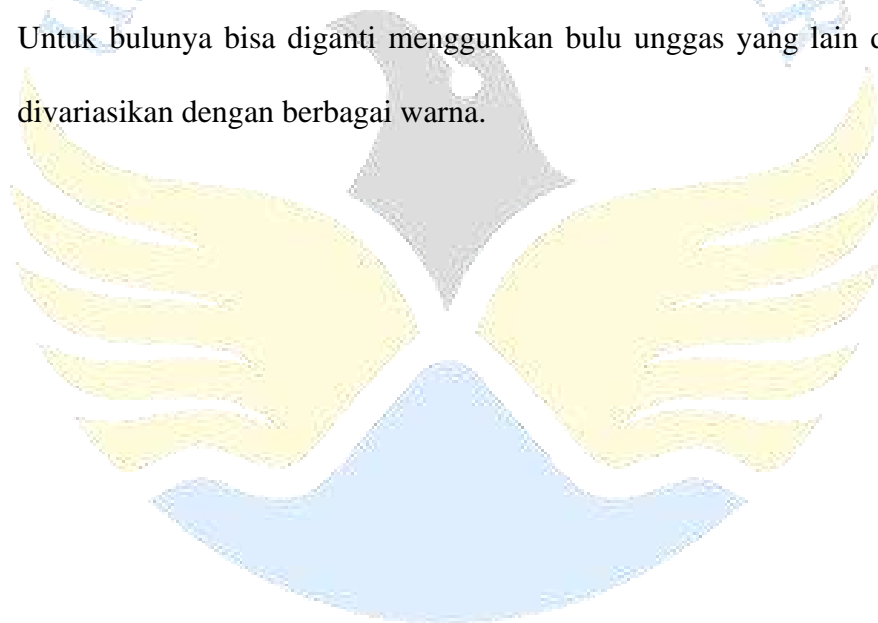 Untuk bulunya bisa diganti menggunkan bulu unggas yang lain
divariasikan dengan berbagai warna.